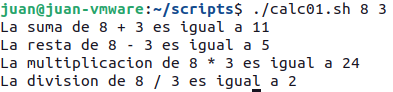 juan@juan-vmware:~/scripts$ ./calc01.sh 8 3
La suma de 8 + 3 es igual a 11
La resta de 8 - 3 es igual a 5
La multiplicacion de 8 * 3 es igual a 24
La division de 8 / 3 es igual a 2